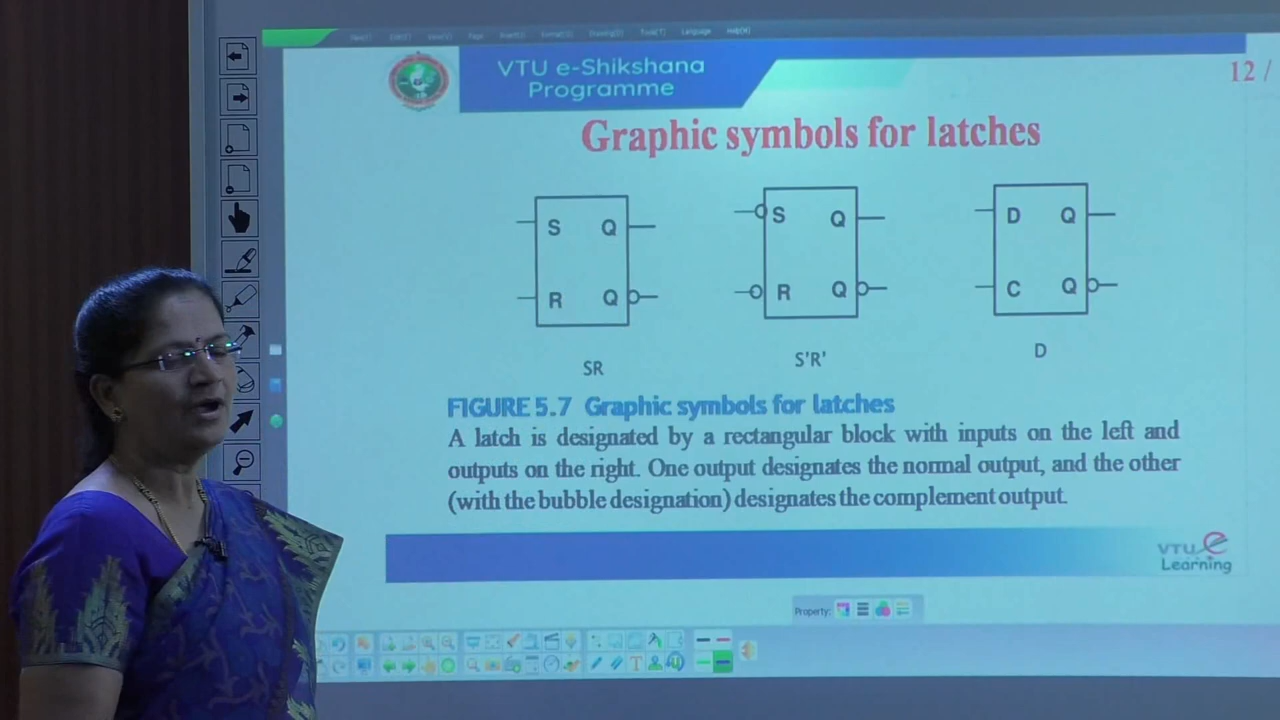 VTU e-Shikshana
Programme
12 /
Graphic symbols for latches
S Q
R Q
SR
S Q
R Q
S'R'
D Q
C Q
D
FIGURE 5.7 Graphic symbols for latches
A latch is designated by a rectangular block with inputs on the left and
outputs on the right. One output designates the normal output, and the other
(with the bubble designation) designates the complement output.
VTU e
Learning
Property: